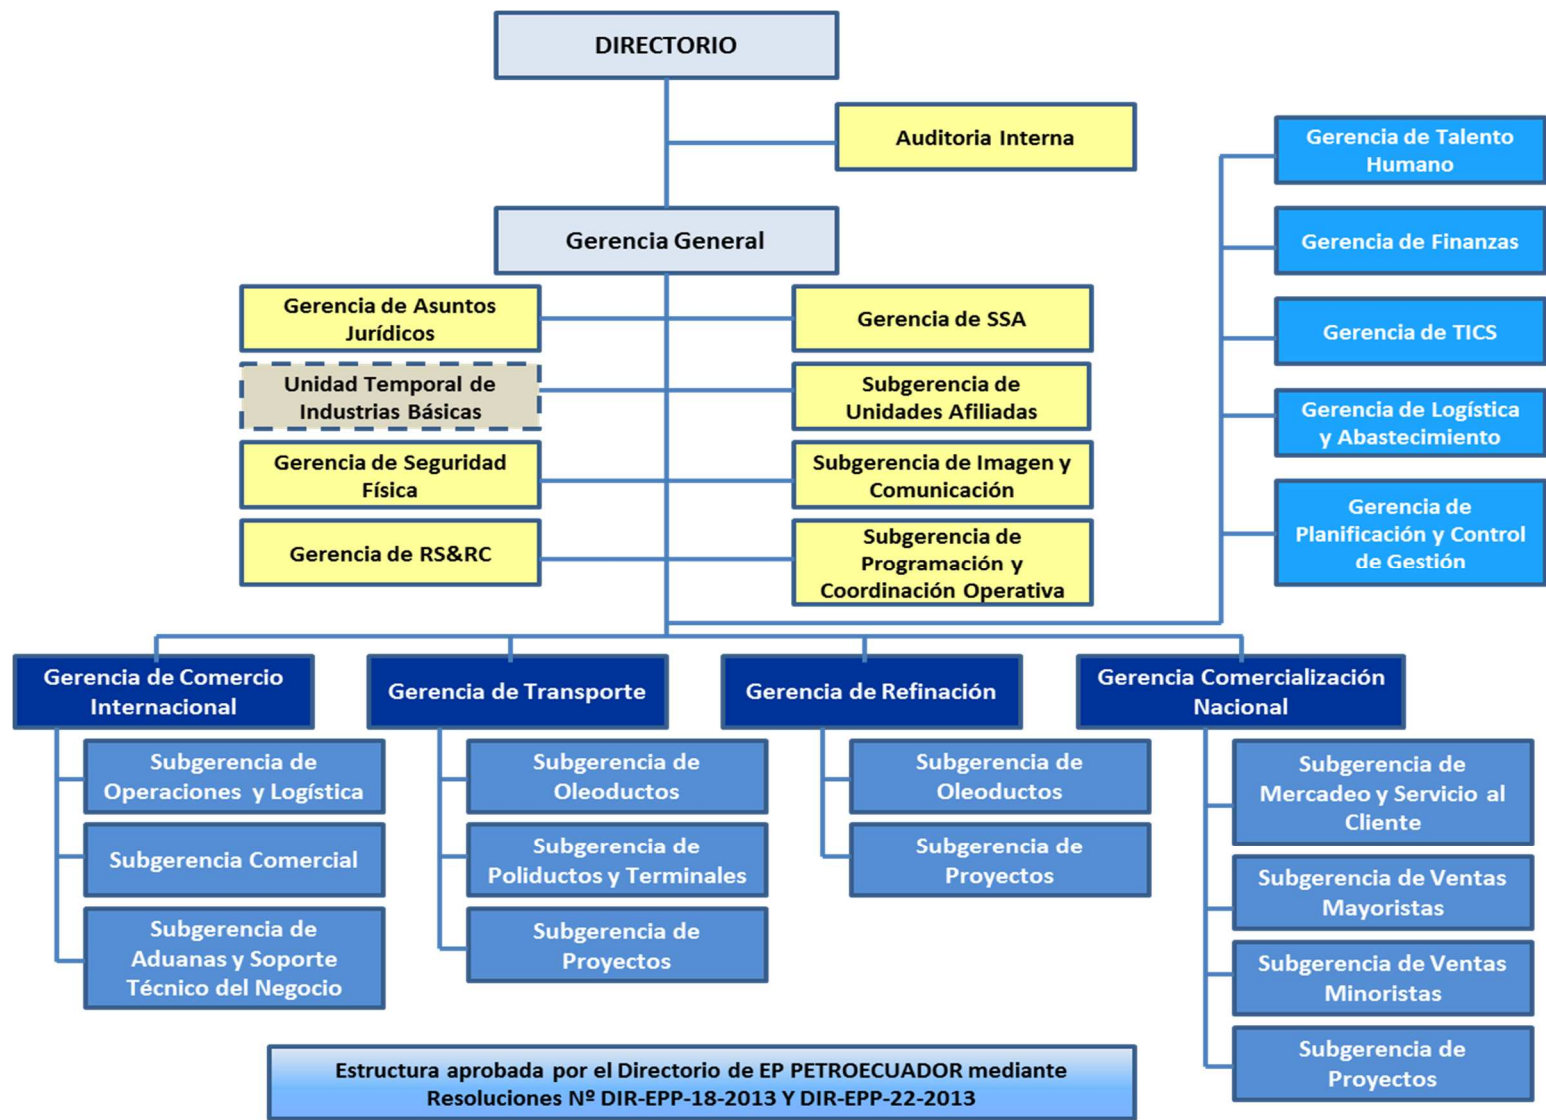 DIRECTORIO
Auditoria Interna
Gerencia General
Gerencia de Asuntos
Jurídicos
Gerencia de SSA
Unidad Temporal de
Industrias Básicas
Subgerencia de
Unidades Afiliadas
Gerencia de Seguridad
Física
Subgerencia de Imagen y
Comunicación
Gerencia de RS&RC
Subgerencia de
Programación y
Coordinación Operativa
Gerencia de Talento
Humano
Gerencia de Finanzas
Gerencia de TICS
Gerencia de Logística
y Abastecimiento
Gerencia de
Planificación y Control
de Gestión
Gerencia de Comercio
Internacional
Subgerencia de
Operaciones y Logística
Subgerencia Comercial
Subgerencia de
Aduanas y Soporte
Técnico del Negocio
Gerencia de Transporte
Subgerencia de
Oleoductos
Subgerencia de
Poliductos y Terminales
Subgerencia de
Proyectos
Gerencia de Refinación
Subgerencia de
Oleoductos
Subgerencia de
Proyectos
Gerencia Comercialización
Nacional
Subgerencia de
Mercadeo y Servicio al
Cliente
Subgerencia de Ventas
Mayoristas
Subgerencia de Ventas
Minoristas
Subgerencia de
Proyectos
Estructura aprobada por el Directorio de EP PETROECUADOR mediante
Resoluciones Nº DIR-EPP-18-2013 Y DIR-EPP-22-2013